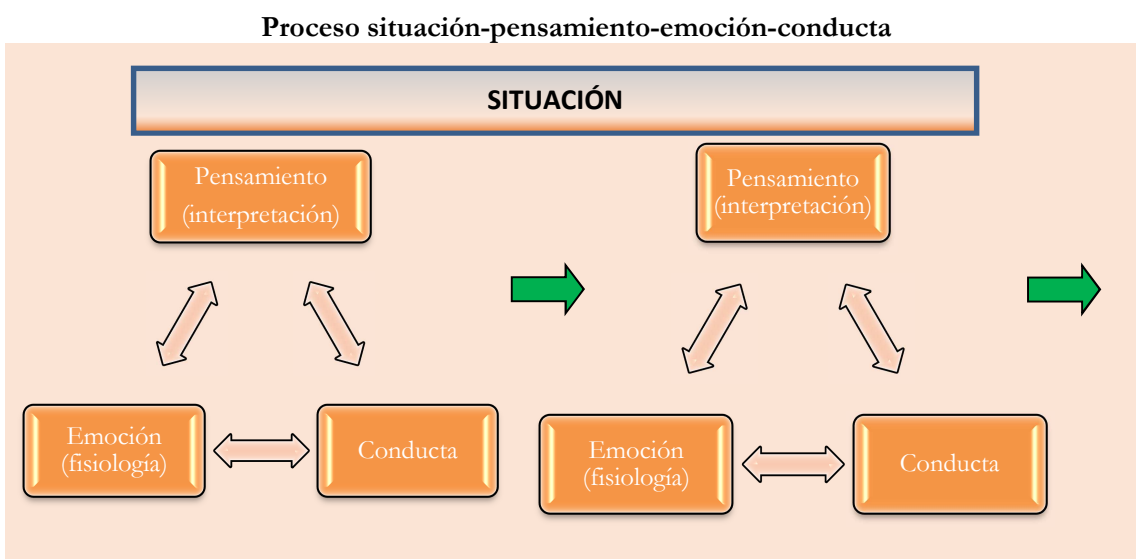 Proceso situación-pensamiento-emoción-conducta
SITUACIÓN
Pensamiento
(interpretación)
Pensamiento
(interpretación)
Emoción
(fisiología)
Conducta
Emoción
(fisiología)
Conducta